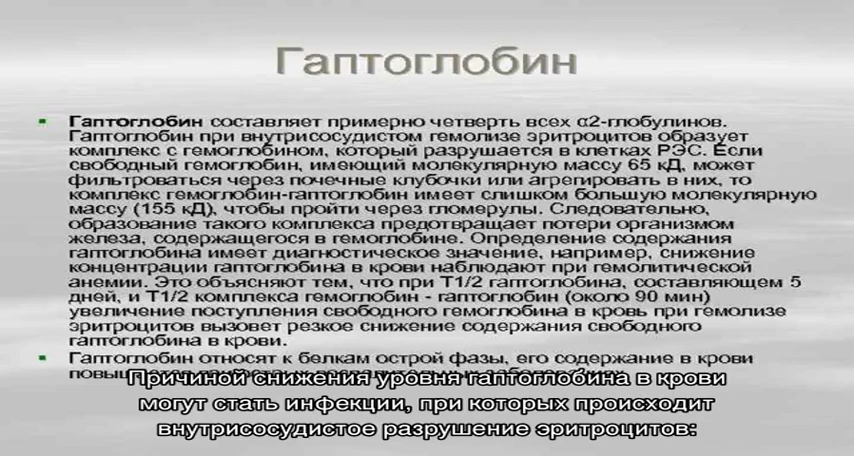 Гаптоглобин
Гаптоглобин составляет примерно четверть всех α2-глобулинов.
Гаптоглобин при внутрисосудистом гемолизе эритроцитов образует
комплекс с гемоглобином, который разрушается в клетках РЭС. Если
свободный гемоглобин, имеющий молекулярную массу 65 кД, может
фильтроваться через почечные клубочки или агрегировать в них, то
комплекс гемоглобин-гаптоглобин имеет слишком большую молекулярную
массу (155 кД), чтобы пройти через гломерулы. Следовательно,
образование такого комплекса предотвращает потери организмом
железа, содержащегося в гемоглобине. Определение содержания
гаптоглобина имеет диагностическое значение, например, снижение
концентрации гаптоглобина в крови наблюдают при гемолитической
анемии. Это объясняют тем, что при Т1/2 гаптоглобина, составляющем 5
дней, и Т1/2 комплекса гемоглобин - гаптоглобин (около 90 мин)
увеличение поступления свободного гемоглобина в кровь при гемолизе
эритроцитов вызовет резкое снижение содержания свободного
гаптоглобина в крови.
Гаптоглобин относят к белкам острой фазы, его содержание в крови
Причиной снижения уровня гаптоглобина в крови
могут стать инфекции, при которых происходит
внутрисосудистое разрушение эритроцитов: